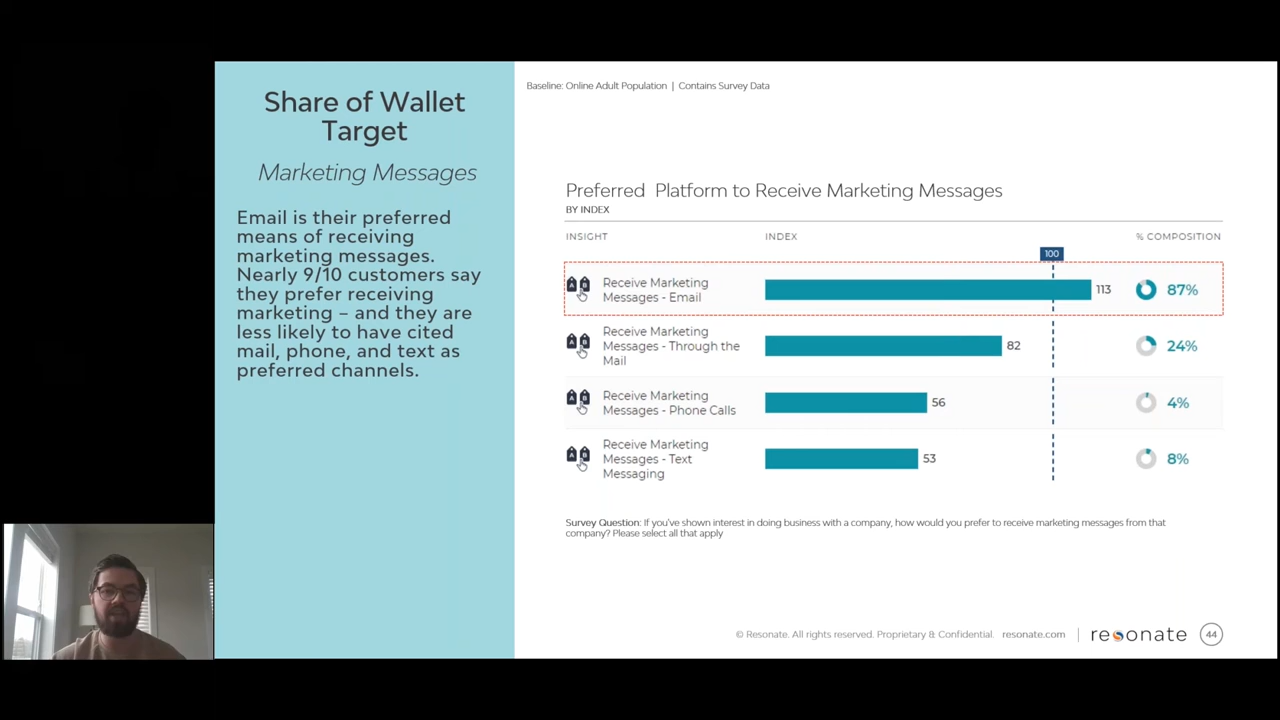 Share of Wallet
Target
Marketing Messages
Email is their preferred
means of receiving
marketing messages.
Nearly 9/10 customers say
they prefer receiving
marketing – and they are
less likely to have cited
mail, phone, and text as
preferred channels.
Baseline: Online Adult Population | Contains Survey Data
Preferred Platform to Receive Marketing Messages
BY INDEX
INSIGHT INDEX % COMPOSITION
100
A B
Receive Marketing
Messages - Email
113
87%
A B
Receive Marketing
Messages - Through the
Mail
82
24%
A B
Receive Marketing
Messages - Phone Calls
56
4%
A B
Receive Marketing
Messages - Text
Messaging
53
8%
Survey Question: If you've shown interest in doing business with a company, how would you prefer to receive marketing messages from that
company? Please select all that apply
© Resonate. All rights reserved. Proprietary & Confidential. resonate.com | resonate 44